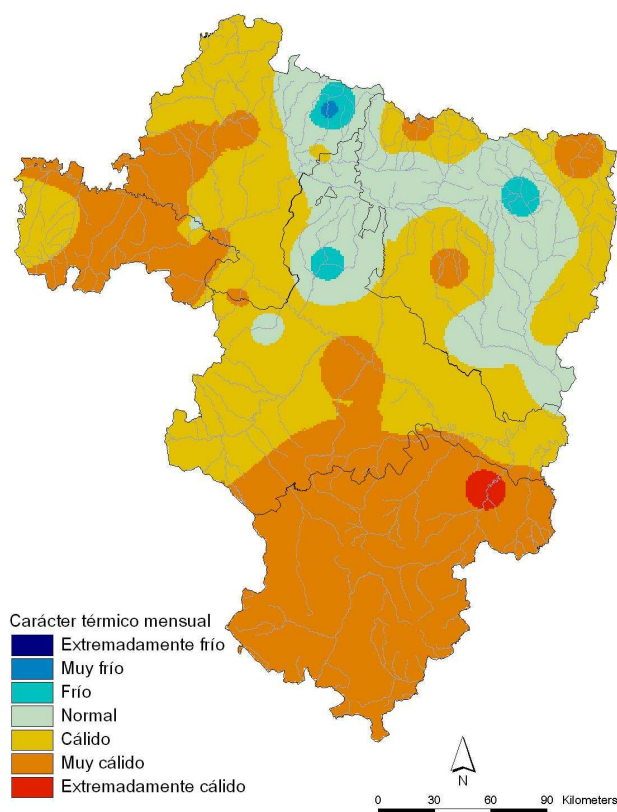 Carácter térmico mensual
Extremadamente frío
Muy frío
Frío
Normal
Cálido
Muy cálido
Extremadamente cálido
N
0 30 60 90 Kilometers